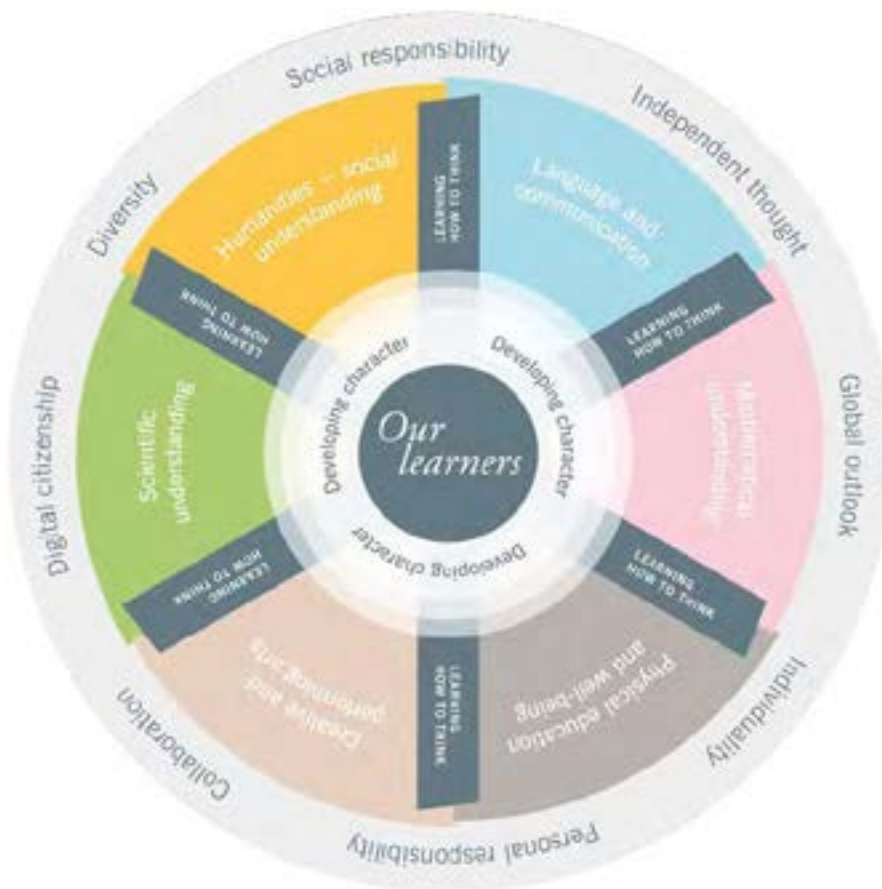 Social responsibility
Independent thought
Global outlook
Individuality
Personal responsibility
Collaboration
Digital citizenship
Diversity
Language and
communication
Mathematical
understanding
Physical education
and well-being
Creative and
performing arts
Scientific
understanding
Humanities – social
understanding
LEARNING
HOW TO THINK
LEARNING
HOW TO THINK
LEARNING
HOW TO THINK
LEARNING
HOW TO THINK
LEARNING
HOW TO THINK
LEARNING
HOW TO THINK
Developing character
Developing character
Developing character
Our
learners